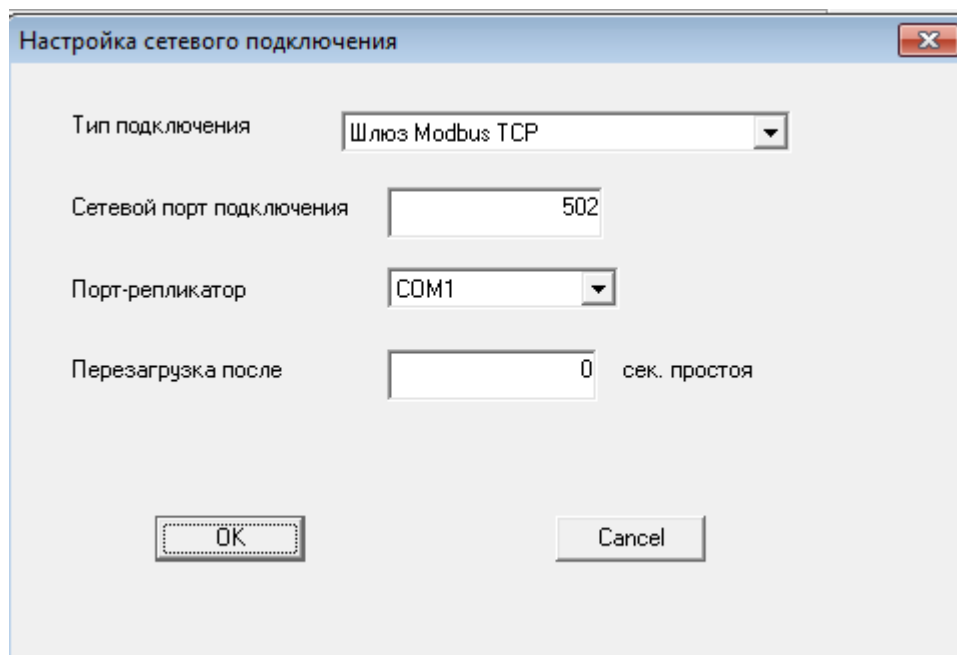 Настройка сетевого подключения
Тип подключения Шлюз Modbus TCP
Сетевой порт подключения 502
Порт-репликатор COM1
Перезагрузка после 0 сек. простоя
OK Cancel